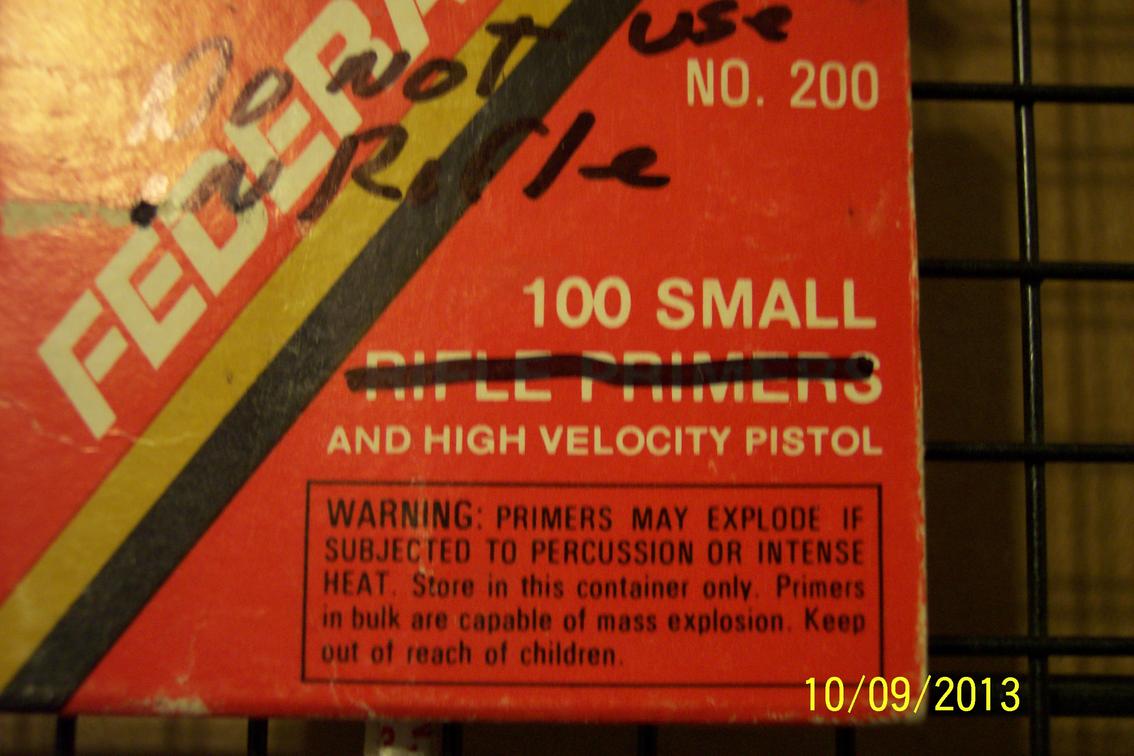 Do Not use
in Rifle
FEDERA
NO. 200
100 SMALL
RIFLE PRIMERS
AND HIGH VELOCITY PISTOL
WARNING: PRIMERS MAY EXPLODE IF
SUBJECTED TO PERCUSSION OR INTENSE
HEAT. Store in this container only. Primers
in bulk are capable of mass explosion. Keep
out of reach of children.
10/09/2013